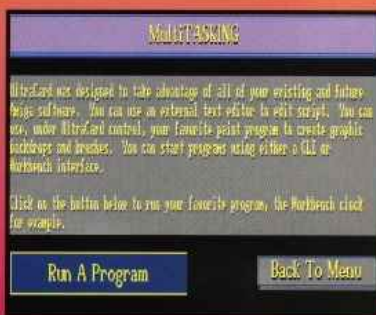 MultiTASKING
UltraCard was designed to take advantage of all of your existing and future
Amiga software. You can use an external text editor to edit script. You can
use, under UltraCard control, your favorite paint program to create graphic
backdrops and brushes. You can start programs using either a CLI or
Workbench interface.
Click on the button below to run your favorite program, the Workbench clock
for example.
Run A Program
Back To Menu